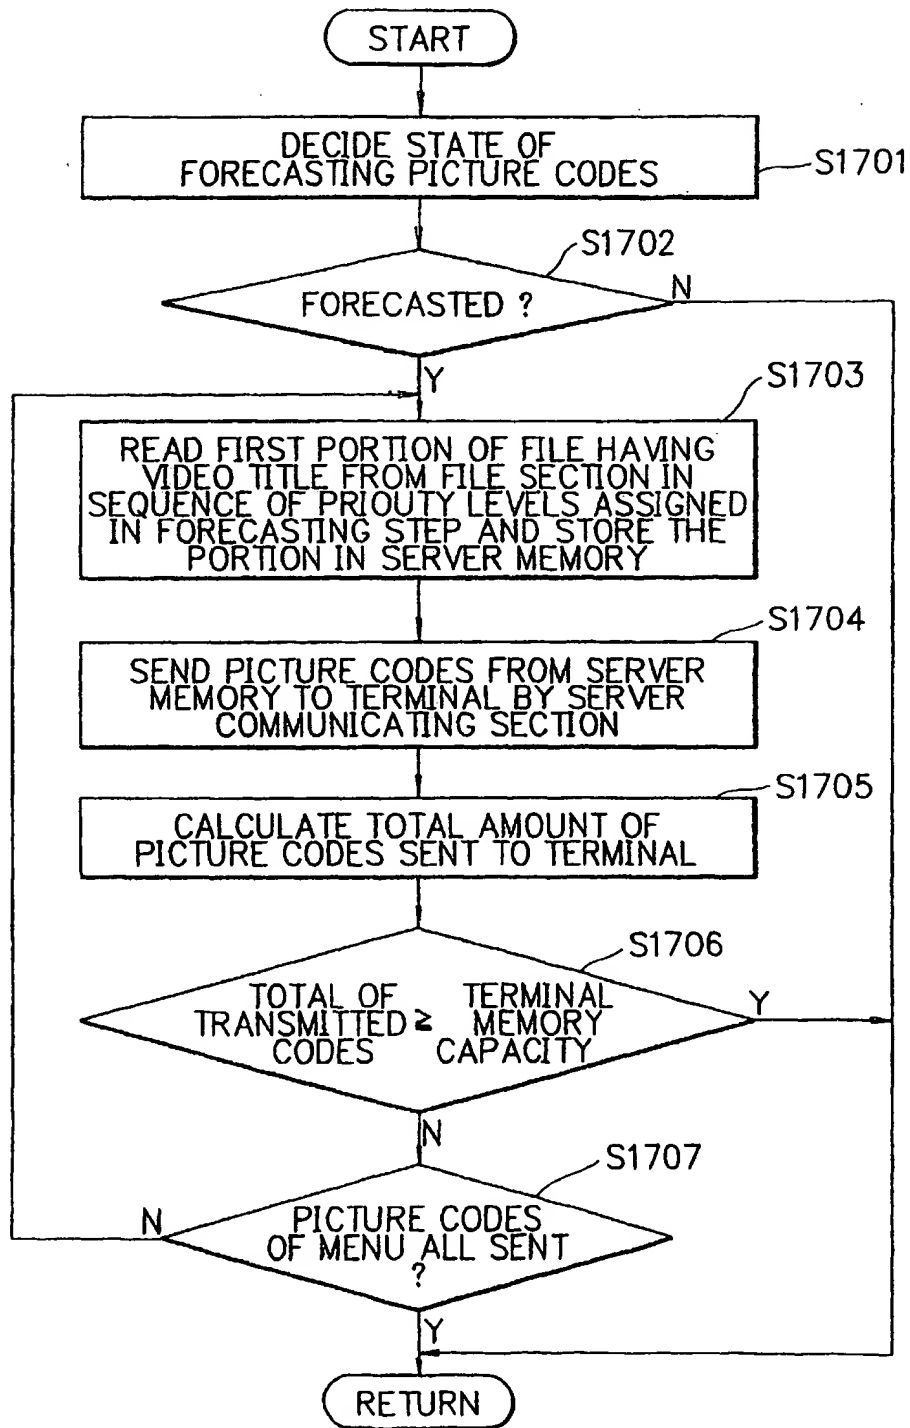 START
DECIDE STATE OF
FORECASTING PICTURE CODES
S1701
S1702
FORECASTED ?
N
Y
S1703
READ FIRST PORTION OF FILE HAVING
VIDEO TITLE FROM FILE SECTION IN
SEQUENCE OF PRIOUTY LEVELS ASSIGNED
IN FORECASTING STEP AND STORE THE
PORTION IN SERVER MEMORY
S1704
SEND PICTURE CODES FROM SERVER
MEMORY TO TERMINAL BY SERVER
COMMUNICATING SECTION
S1705
CALCULATE TOTAL AMOUNT OF
PICTURE CODES SENT TO TERMINAL
S1706
TOTAL OF TERMINAL
TRANSMITTED ≥ MEMORY
CODES CAPACITY
Y
N
S1707
N
PICTURE CODES
OF MENU ALL SENT
?
Y
RETURN